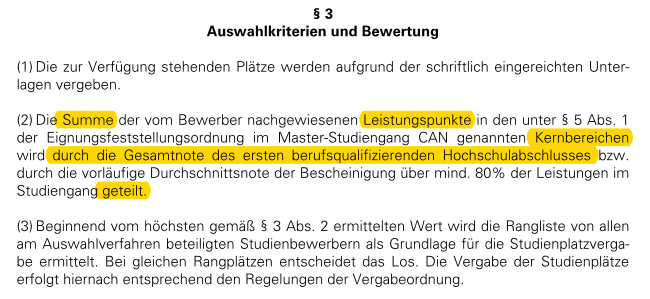 § 3
Auswahlkriterien und Bewertung
(1) Die zur Verfügung stehenden Plätze werden aufgrund der schriftlich eingereichten Unter-
lagen vergeben.
(2) Die Summe der vom Bewerber nachgewiesenen Leistungspunkte in den unter § 5 Abs. 1
der Eignungsfeststellungsordnung im Master-Studiengang CAN genannten Kernbereichen
wird durch die Gesamtnote des ersten berufsqualifizierenden Hochschulabschlusses bzw.
durch die vorläufige Durchschnittsnote der Bescheinigung über mind. 80% der Leistungen im
Studiengang geteilt.
(3) Beginnend vom höchsten gemäß § 3 Abs. 2 ermittelten Wert wird die Rangliste von allen
am Auswahlverfahren beteiligten Studienbewerbern als Grundlage für die Studienplatzverga-
be ermittelt. Bei gleichen Rangplätzen entscheidet das Los. Die Vergabe der Studienplätze
erfolgt hiernach entsprechend den Regelungen der Vergabeordnung.